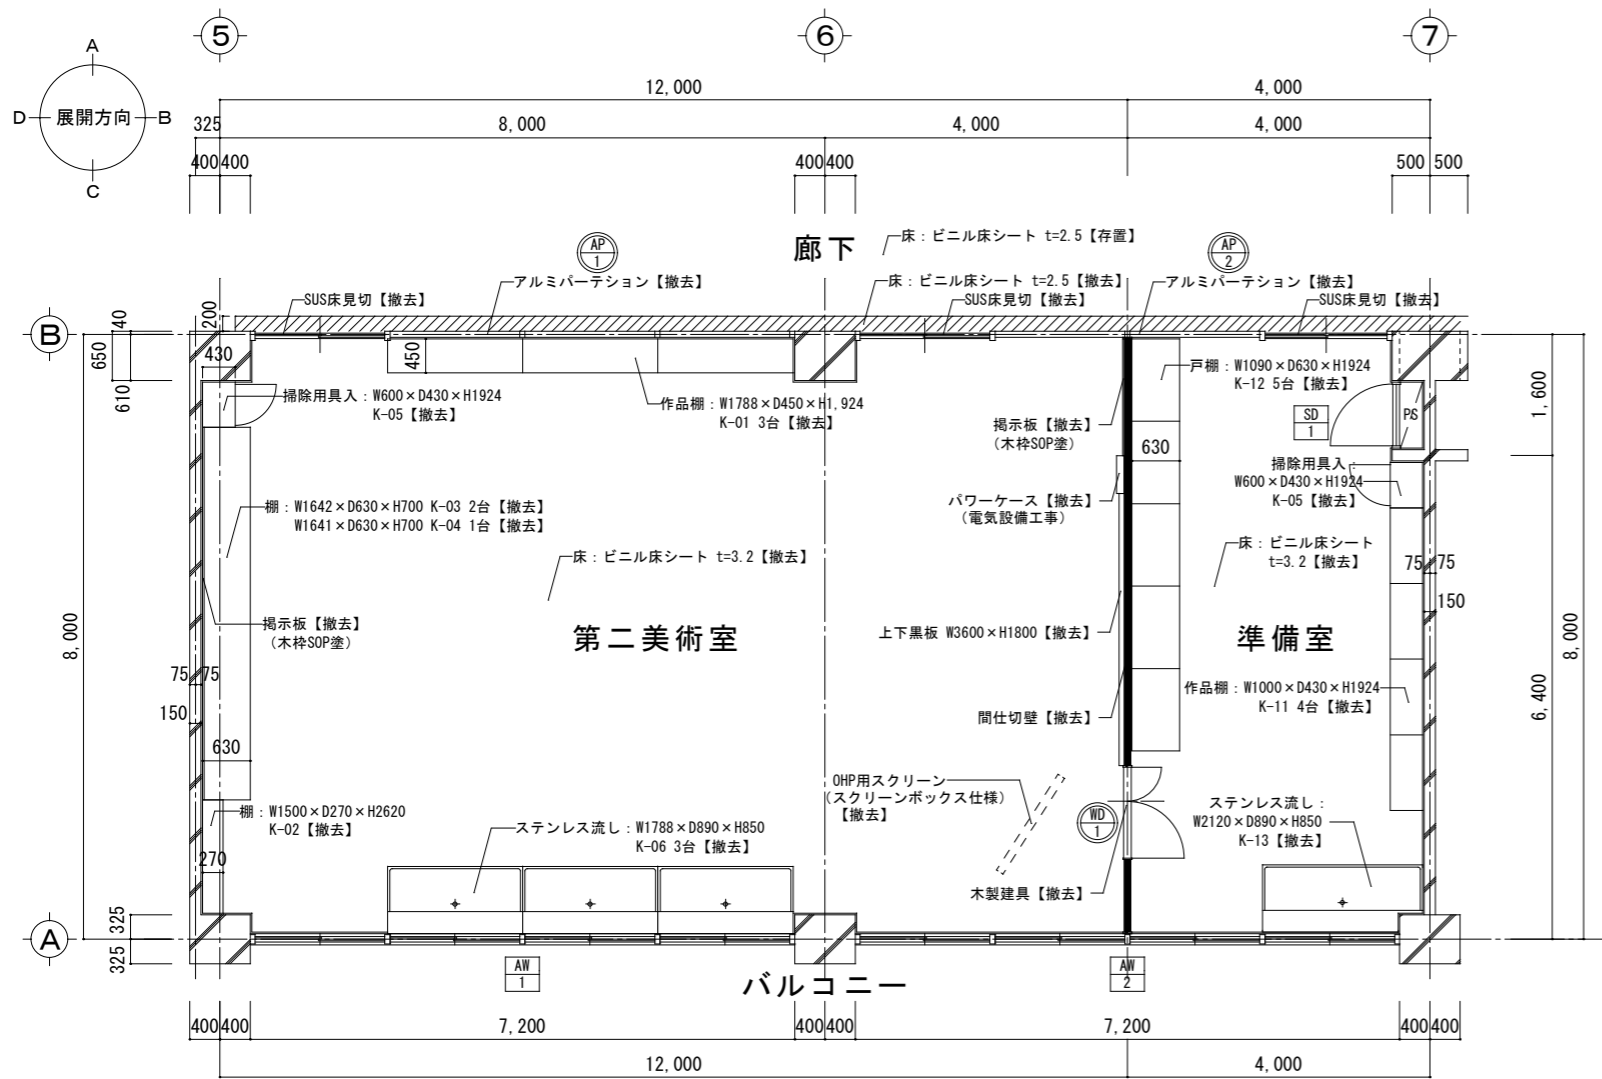 5
6
7
A
展開方向
D
B
C
12,000
4,000
325
8,000
4,000
4,000
400 400
400 400
500 500
廊下
床：ビニル床シート t=2.5【存置】
AP
1
AP
2
アルミパーテション【撤去】
床：ビニル床シート t=2.5【撤去】
アルミパーテション【撤去】
SUS床見切【撤去】
SUS床見切【撤去】
SUS床見切【撤去】
B
40
200
650
610
430
450
掃除用具入：W600×D430×H1924
K-05【撤去】
作品棚：W1788×D450×H1,924
K-01 3台【撤去】
戸棚：W1090×D630×H1924
K-12 5台【撤去】
掲示板【撤去】
（木枠SOP塗）
SD
1
PS
1,600
630
掃除用具入：
W600×D430×H1924
K-05【撤去】
パワーケース【撤去】
（電気設備工事）
棚：W1642×D630×H700 K-03 2台【撤去】
W1641×D630×H700 K-04 1台【撤去】
床：ビニル床シート t=3.2【撤去】
床：ビニル床シート
t=3.2【撤去】
75 75
150
掲示板【撤去】
（木枠SOP塗）
第二美術室
上下黒板 W3600×H1800【撤去】
準備室
8,000
8,000
6,400
75 75
150
作品棚：W1000×D430×H1924
K-11 4台【撤去】
間仕切壁【撤去】
630
OHP用スクリーン
（スクリーンボックス仕様）
【撤去】
棚：W1500×D270×H2620
K-02【撤去】
ステンレス流し：W1788×D890×H850
K-06 3台【撤去】
WD
1
ステンレス流し：
W2120×D890×H850
K-13【撤去】
270
木製建具【撤去】
325
325
A
AW
1
AW
2
バルコニー
400 400
7,200
400 400
7,200
400 400
12,000
4,000